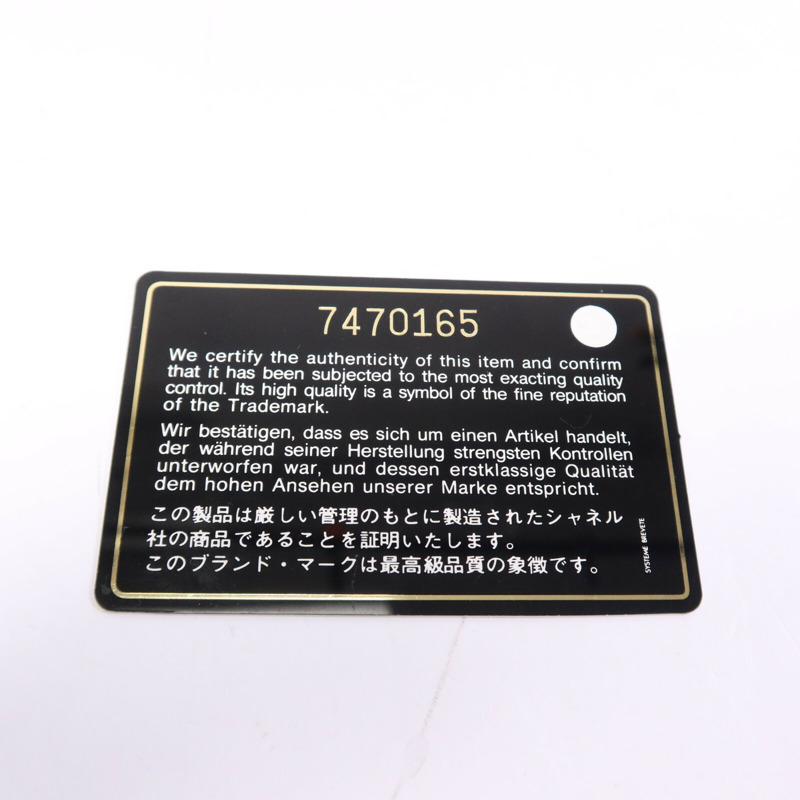 7470165
We certify the authenticity of this item and confirm
that it has been subjected to the most exacting quality
control. Its high quality is a symbol of the fine reputation
of the Trademark.
Wir bestätigen, dass es sich um einen Artikel handelt,
der während seiner Herstellung strengsten Kontrollen
unterworfen war, und dessen erstklassige Qualität
dem hohen Ansehen unserer Marke entspricht.
この製品は厳しい管理のもとに製造されたシャネル
社の商品であることを証明いたします。
このブランド・マークは最高級品質の象徴です。
SYSTEME BREVETE